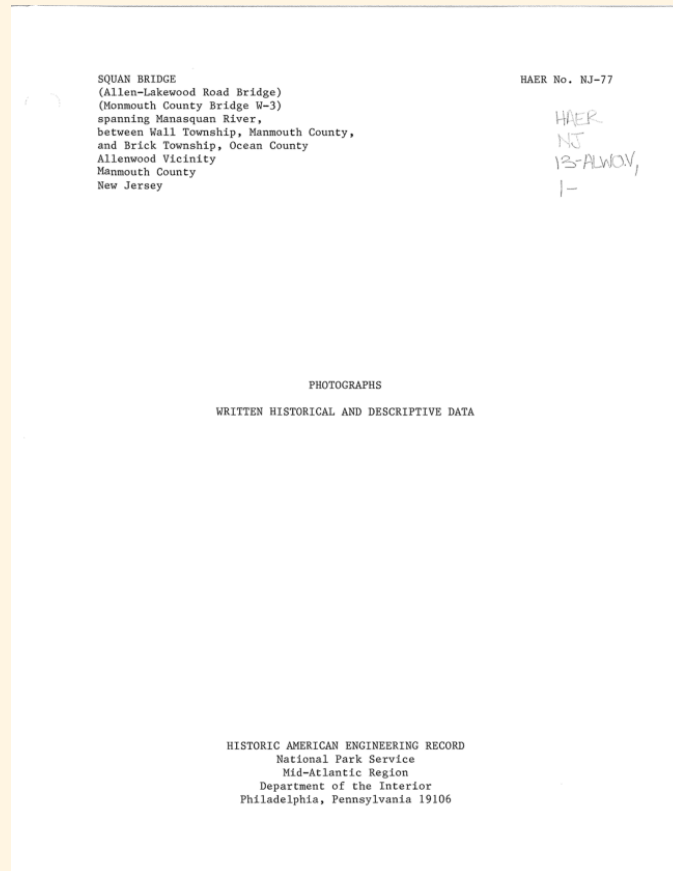 SQUAN BRIDGE
(Allen-Lakewood Road Bridge)
(Monmouth County Bridge W-3)
spanning Manasquan River,
between Wall Township, Manmouth County,
and Brick Township, Ocean County
Allenwood Vicinity
Manmouth County
New Jersey
HAER No. NJ-77
HAER
NJ
13-ALWO.V,
1-
PHOTOGRAPHS
WRITTEN HISTORICAL AND DESCRIPTIVE DATA
HISTORIC AMERICAN ENGINEERING RECORD
National Park Service
Mid-Atlantic Region
Department of the Interior
Philadelphia, Pennsylvania 19106